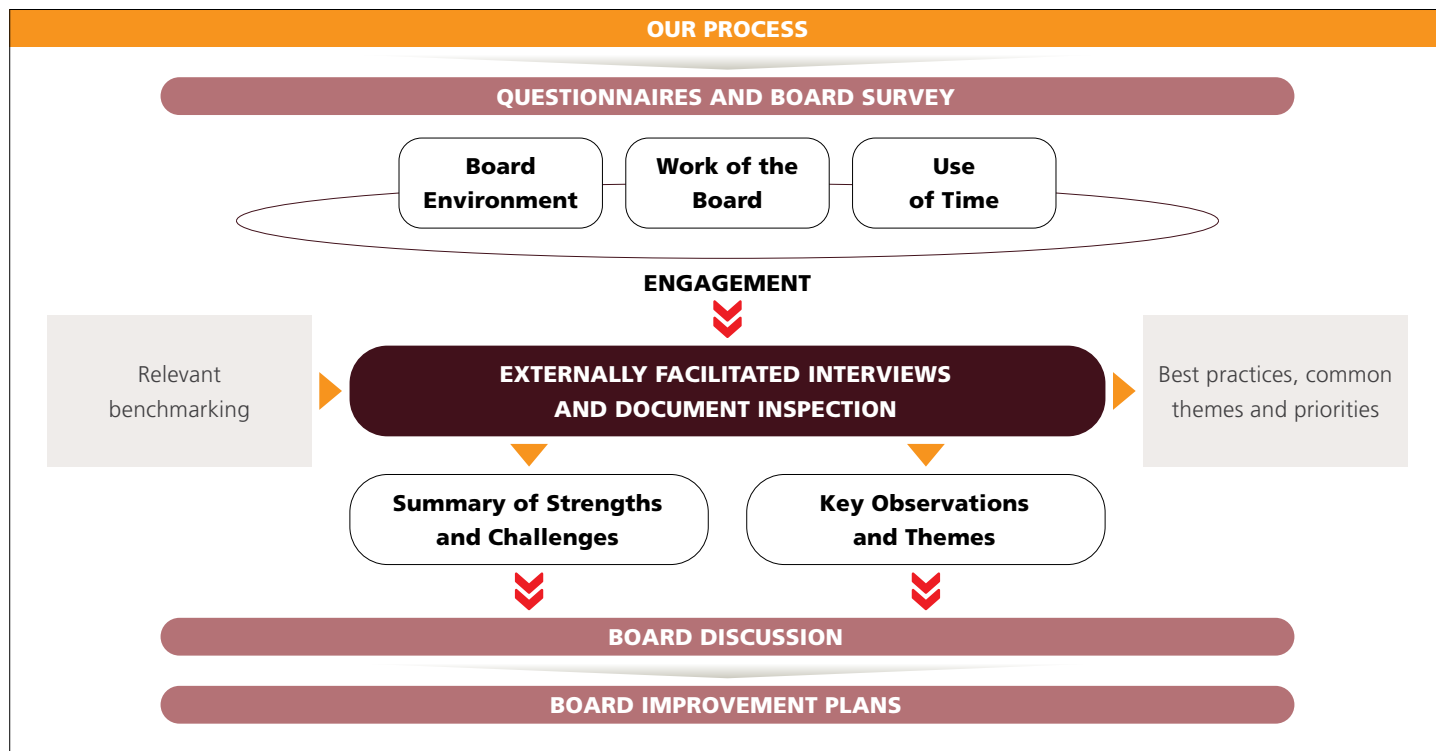 OUR PROCESS
QUESTIONNAIRES AND BOARD SURVEY
Board
Environment
Work of the
Board
Use
of Time
ENGAGEMENT
Relevant
benchmarking
EXTERNALLY FACILITATED INTERVIEWS
AND DOCUMENT INSPECTION
Best practices, common
themes and priorities
Summary of Strengths
and Challenges
Key Observations
and Themes
BOARD DISCUSSION
BOARD IMPROVEMENT PLANS